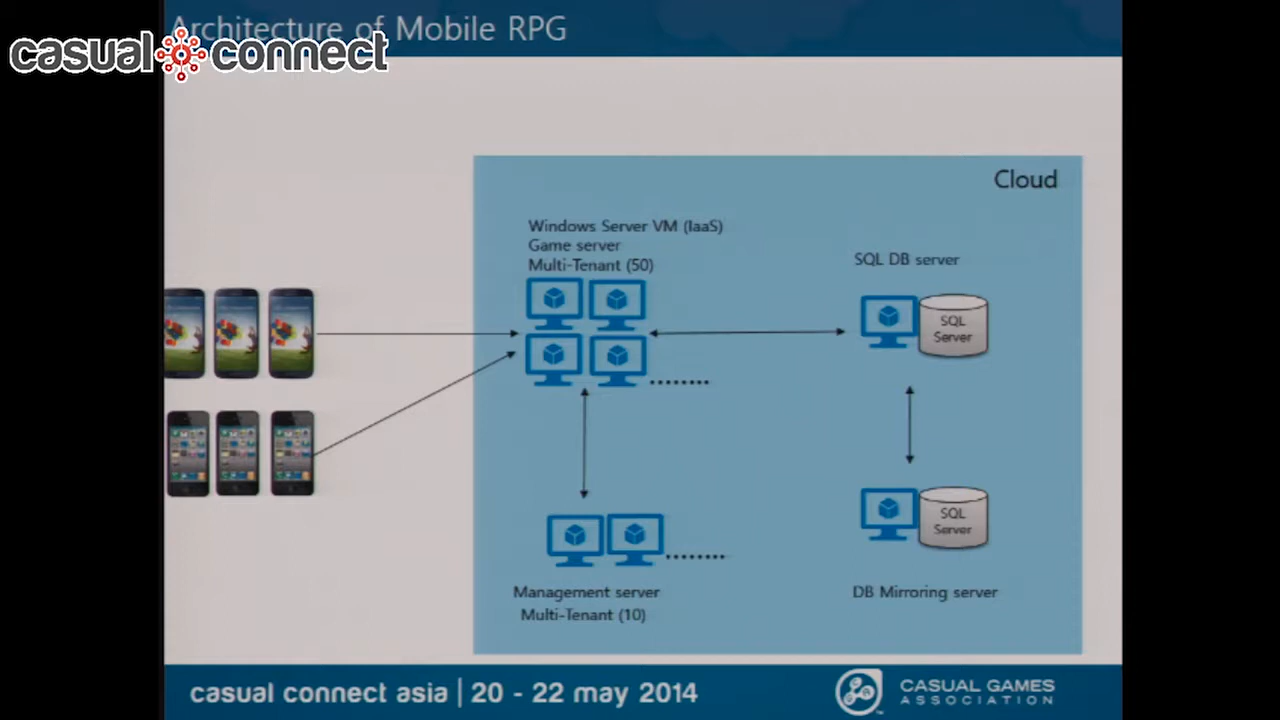 Architecture of Mobile RPG
casual connect
Cloud
Windows Server VM (IaaS)
Game server
Multi-Tenant (50)
SQL DB server
SQL
Server
SQL
Server
Management server
Multi-Tenant (10)
DB Mirroring server
casual connect asia | 20 - 22 may 2014
CASUAL GAMES
ASSOCIATION